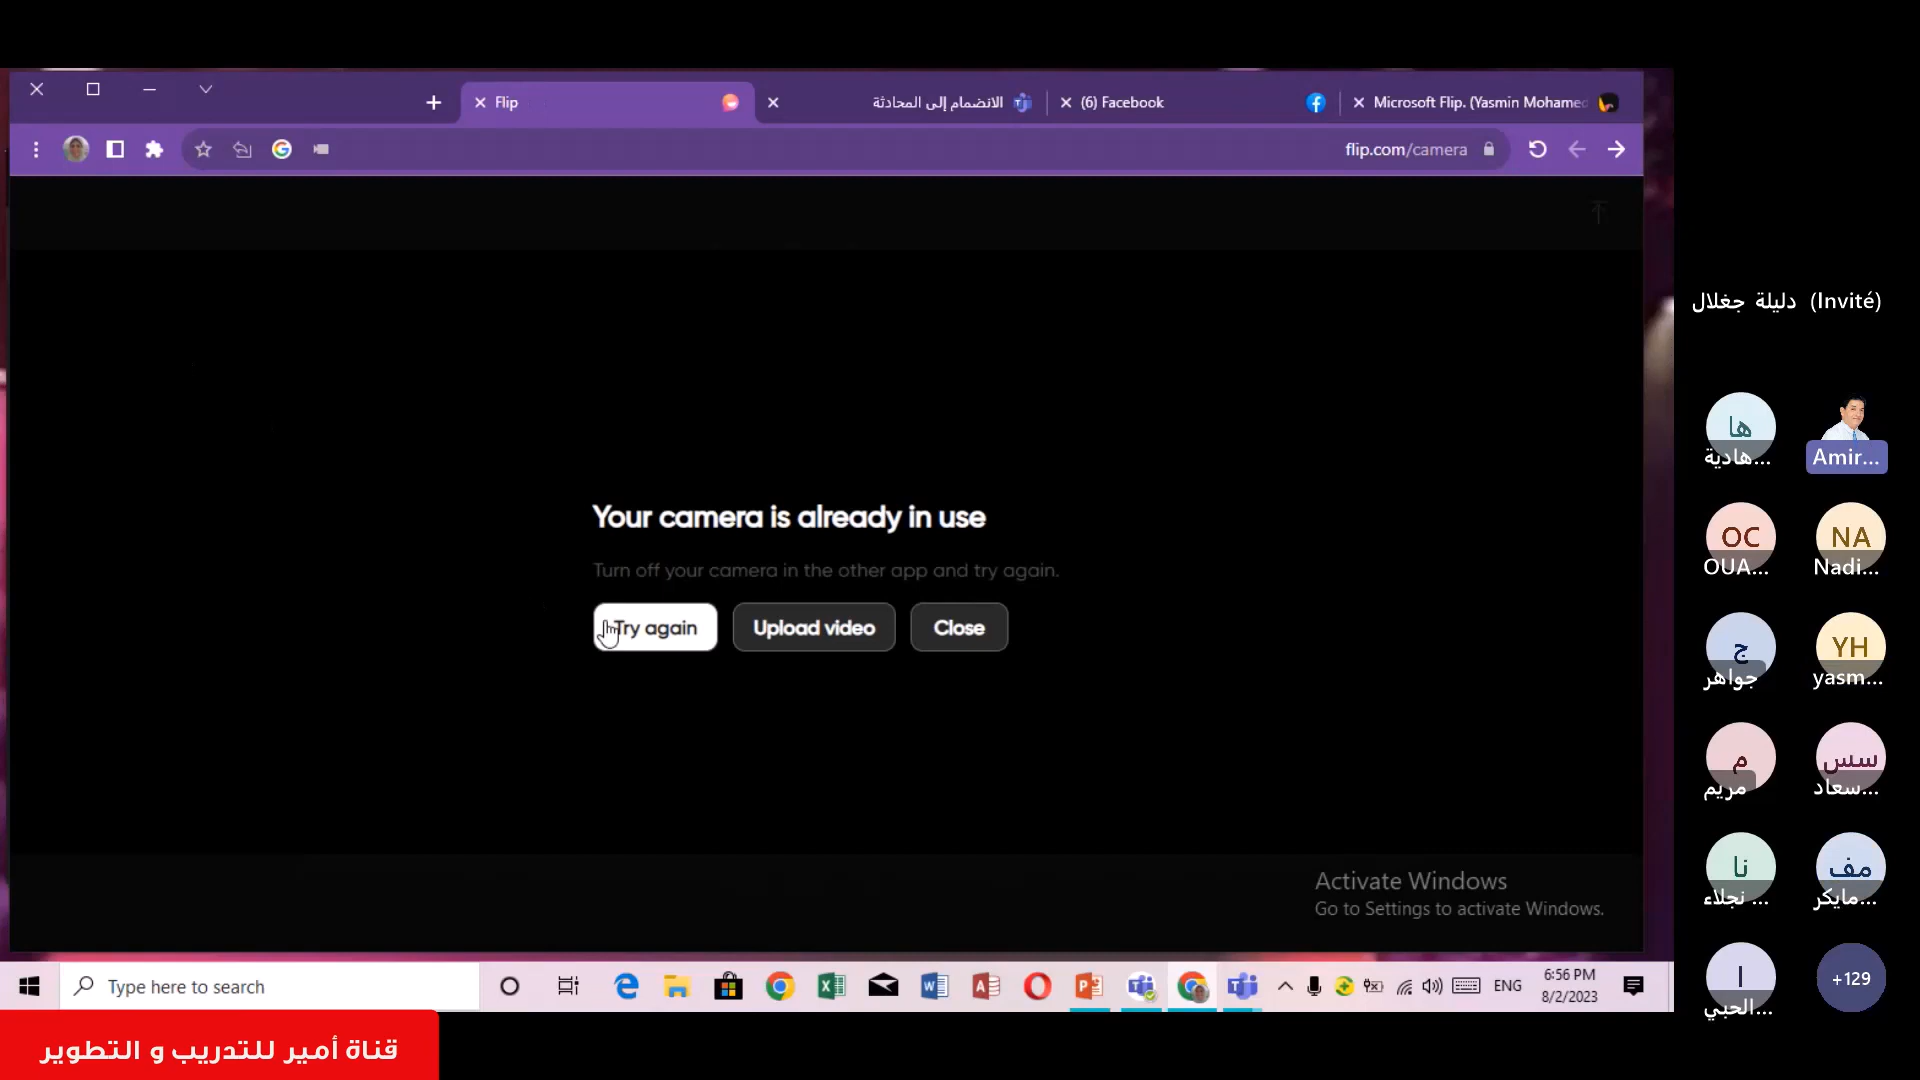 Flip
الانضمام إلى المحادثة
(6) Facebook
Microsoft Flip. (Yasmin Mohamed
flip.com/camera
Your camera is already in use
Turn off your camera in the other app and try again.
Try again
Upload video
Close
Activate Windows
Go to Settings to activate Windows.
Type here to search
ENG
6:56 PM
8/2/2023
دليلة جغلال (Invité)
ها
هادية...
Amir...
OC
OUA...
NA
Nadi...
ج
جواهر
YH
yasm...
م
مريم
سس
سعاد...
نا
نجلاء ...
مف
مايكر...
ا
الحبي...
+129
قناة أمير للتدريب و التطوير